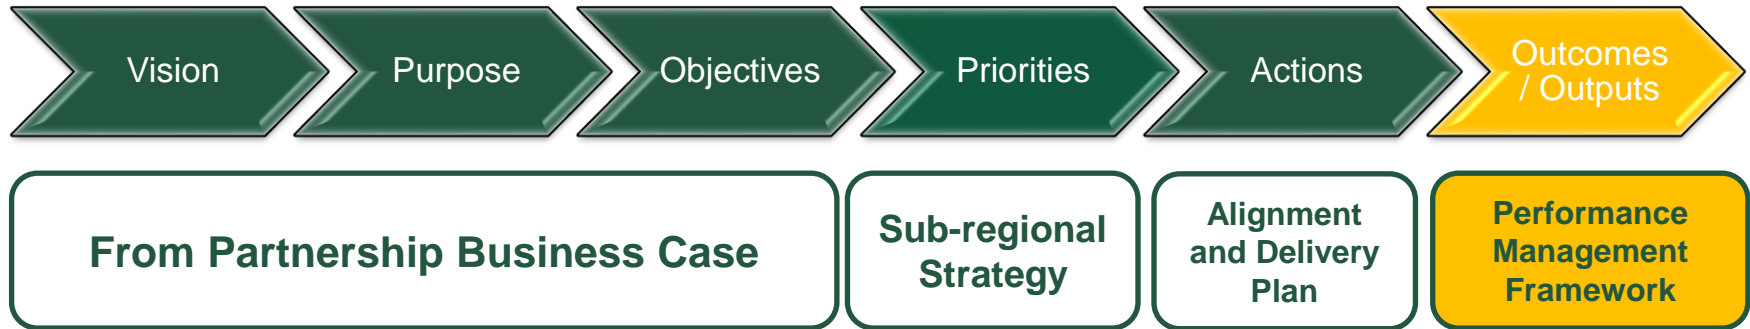 Vision
Purpose
Objectives
Priorities
Actions
Outcomes
/ Outputs
From Partnership Business Case
Sub-regional
Strategy
Alignment
and Delivery
Plan
Performance
Management
Framework